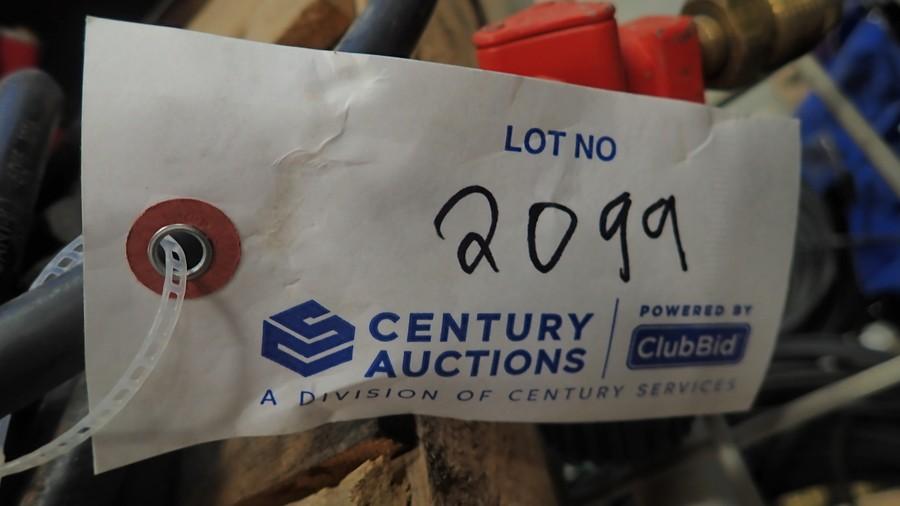 LOT NO
2099
CENTURY
AUCTIONS
POWERED BY
ClubBid
A DIVISION OF CENTURY SERVICES